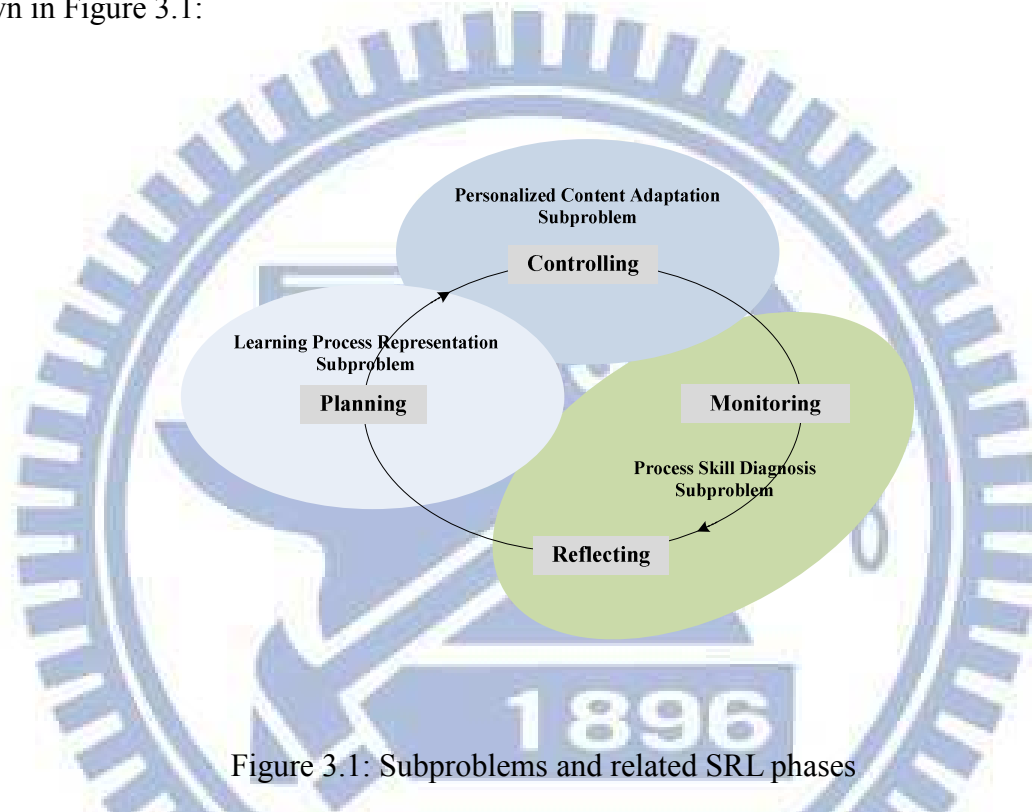 wn in Figure 3.1:
Personalized Content Adaptation
Subproblem
Controlling
Learning Process Representation
Subproblem
Planning
Monitoring
Process Skill Diagnosis
Subproblem
Reflecting
1896
Figure 3.1: Subproblems and related SRL phases